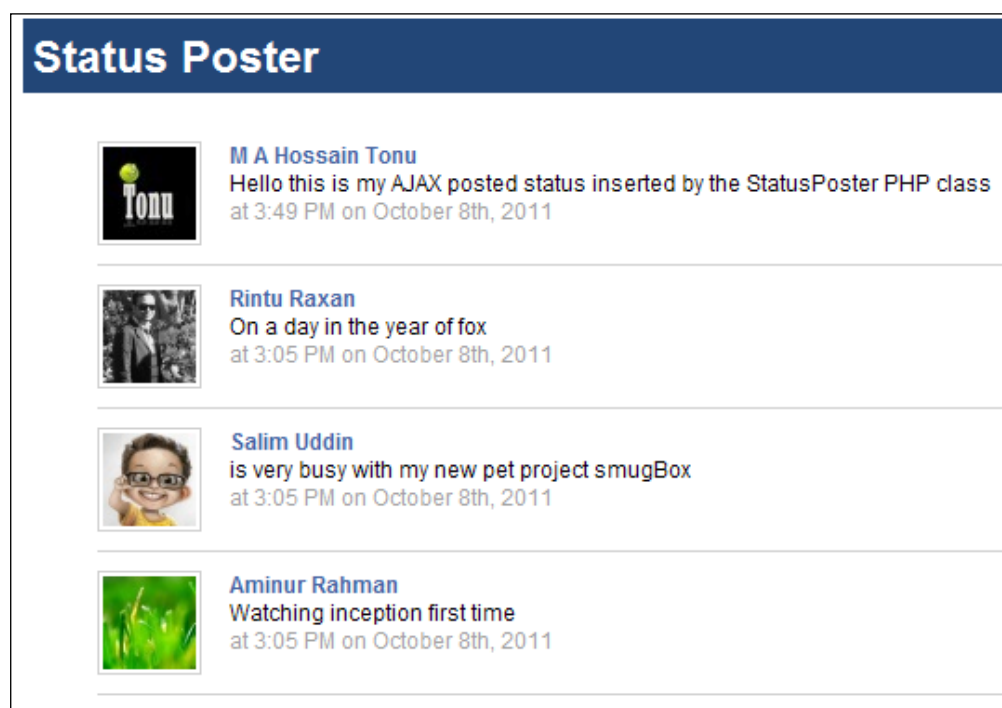 Status Poster
Tonu
M A Hossain Tonu
Hello this is my AJAX posted status inserted by the StatusPoster PHP class
at 3:49 PM on October 8th, 2011
Rintu Raxan
On a day in the year of fox
at 3:05 PM on October 8th, 2011
Salim Uddin
is very busy with my new pet project smugBox
at 3:05 PM on October 8th, 2011
Aminur Rahman
Watching inception first time
at 3:05 PM on October 8th, 2011